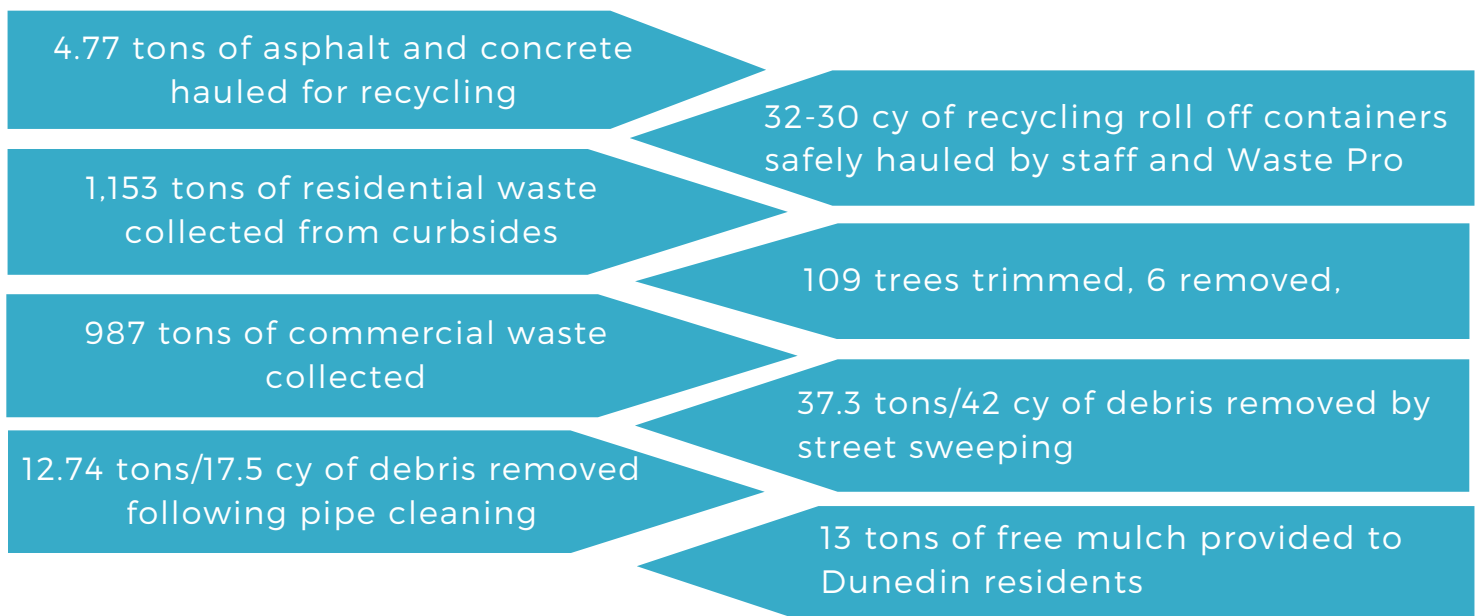 4.77 tons of asphalt and concrete
hauled for recycling
32-30 cy of recycling roll off containers
safely hauled by staff and Waste Pro
1,153 tons of residential waste
collected from curbsides
109 trees trimmed, 6 removed,
987 tons of commercial waste
collected
37.3 tons/42 cy of debris removed by
street sweeping
12.74 tons/17.5 cy of debris removed
following pipe cleaning
13 tons of free mulch provided to
Dunedin residents